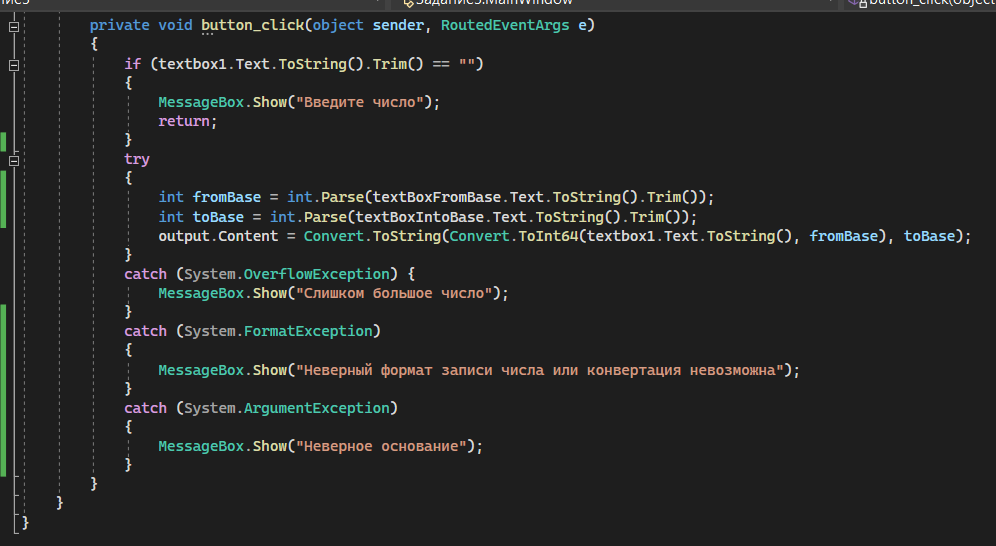 private void button_click(object sender, RoutedEventArgs e)
{
if (textbox1.Text.ToString().Trim() == "")
{
MessageBox.Show("Введите число");
return;
}
try
{
int fromBase = int.Parse(textBoxFromBase.Text.ToString().Trim());
int toBase = int.Parse(textBoxIntoBase.Text.ToString().Trim());
output.Content = Convert.ToString(Convert.ToInt64(textbox1.Text.ToString(), fromBase), toBase);
}
catch (System.OverflowException) {
MessageBox.Show("Слишком большое число");
}
catch (System.FormatException)
{
MessageBox.Show("Неверный формат записи числа или конвертация невозможна");
}
catch (System.ArgumentException)
{
MessageBox.Show("Неверное основание");
}
}
}
}